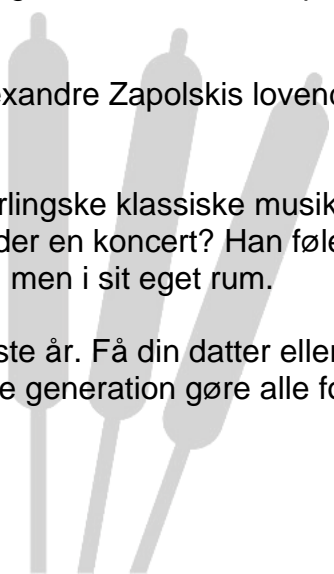 exandre Zapolskis lovend
rlingske klassiske musik
der en koncert? Han føle
men i sit eget rum.
ste år. Få din datter eller
e generation gøre alle fo